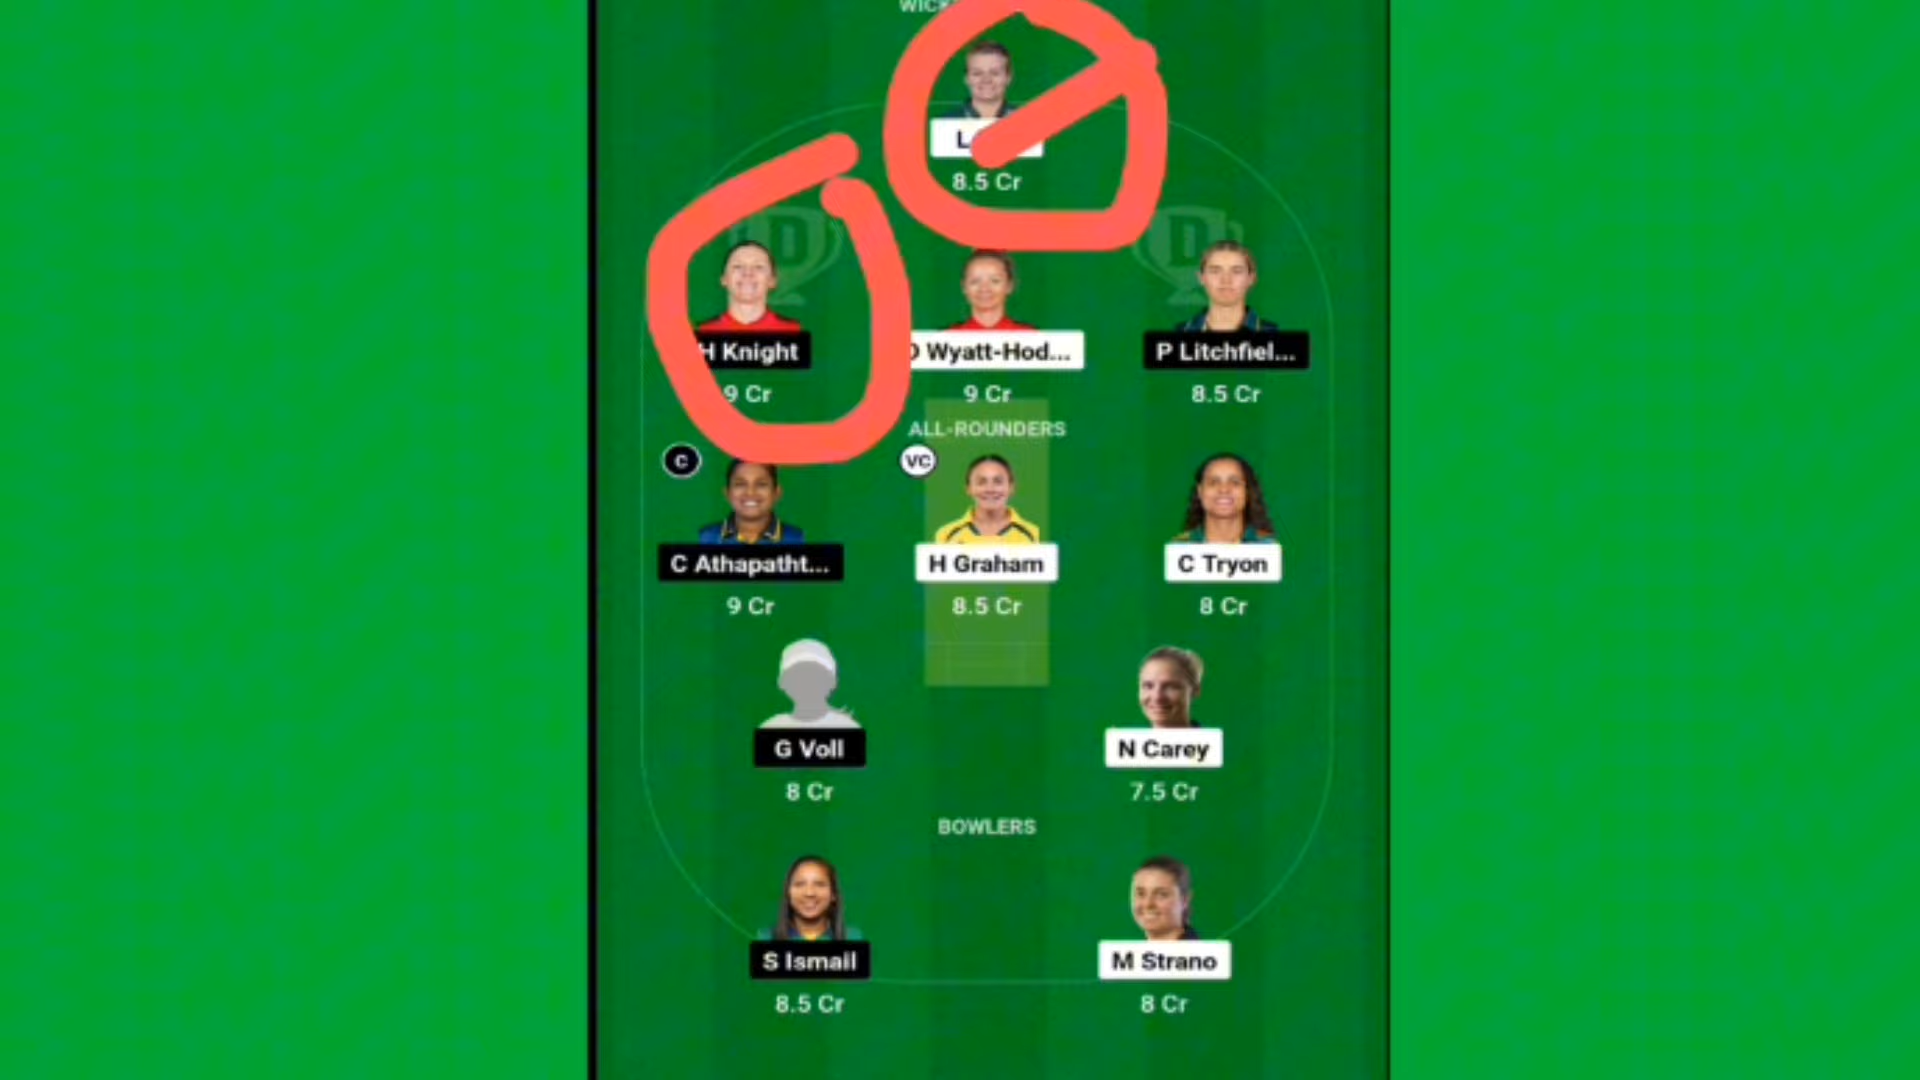 WICK
L
8.5 Cr
H Knight
D Wyatt-Hod...
P Litchfiel...
9 Cr
9 Cr
8.5 Cr
ALL-ROUNDERS
C
VC
C Athapatht...
H Graham
C Tryon
9 Cr
8.5 Cr
8 Cr
G Voll
N Carey
8 Cr
7.5 Cr
BOWLERS
S Ismail
M Strano
8.5 Cr
8 Cr